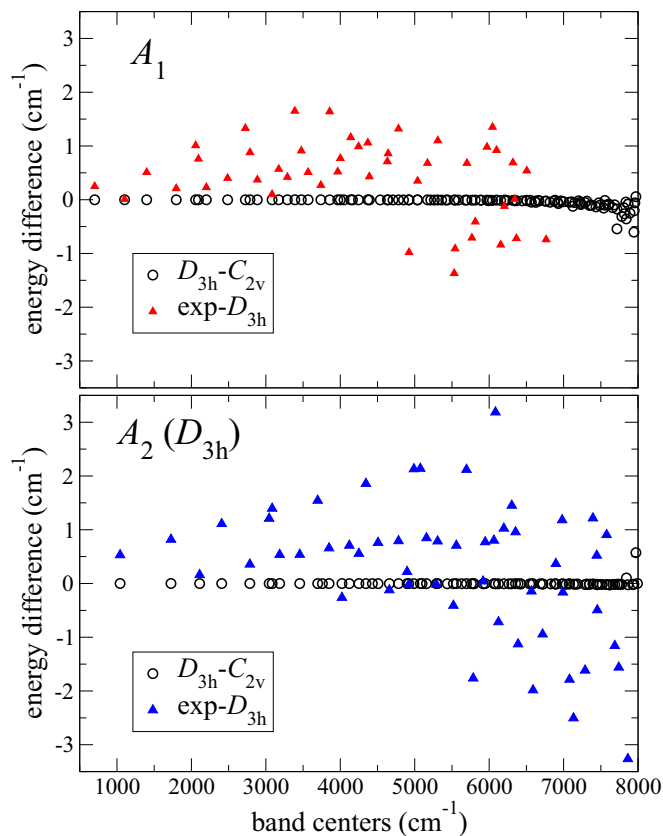 3
2
1
0
-1
-2
-3
energy difference (cm-1)
A1
D3h-C2v
exp-D3h
3
2
1
0
-1
-2
-3
energy difference (cm-1)
A2 (D3h)
D3h-C2v
exp-D3h
1000 2000 3000 4000 5000 6000 7000 8000
band centers (cm-1)